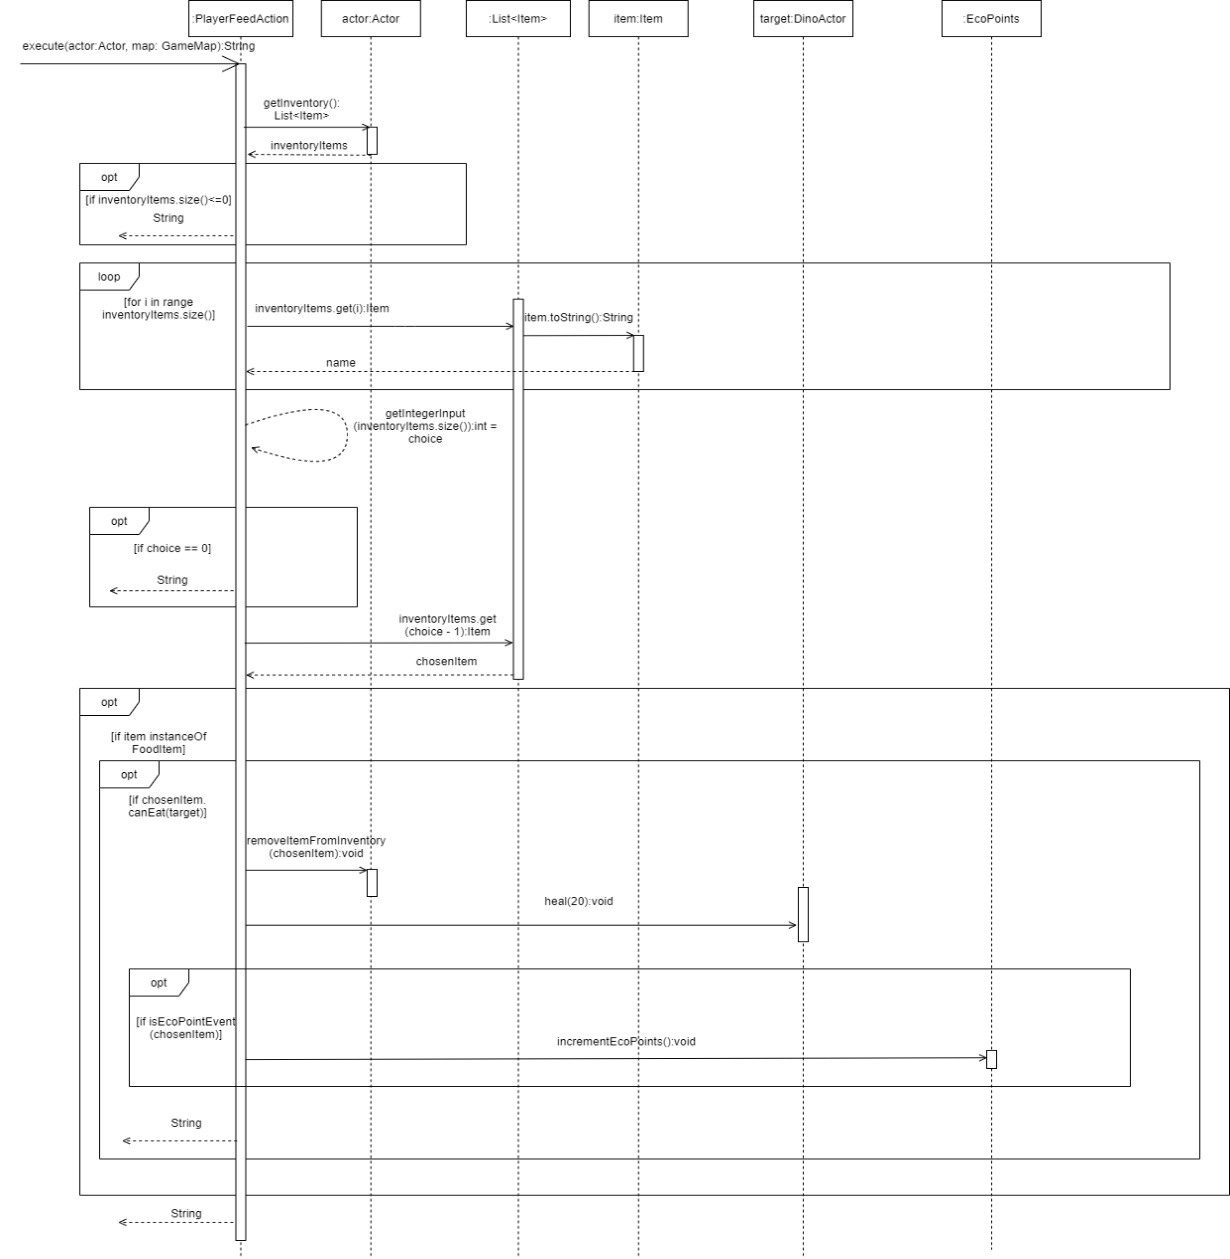 :PlayerFeedAction
actor:Actor
:List<Item>
item:Item
target:DinoActor
:EcoPoints
execute(actor:Actor, map: GameMap):String
getInventory():
List<Item>
inventoryItems
opt
[if inventoryItems.size()<=0]
String
loop
[for i in range
inventoryItems.size()]
inventoryItems.get(i):Item
item.toString():String
name
getIntegerInput
(inventoryItems.size()):int =
choice
opt
[if choice == 0]
String
inventoryItems.get
(choice - 1):Item
chosenItem
opt
[if item instanceOf
FoodItem]
opt
[if chosenItem.
canEat(target)]
removeItemFromInventory
(chosenItem):void
heal(20):void
opt
[if isEcoPointEvent
(chosenItem)]
incrementEcoPoints():void
String
String